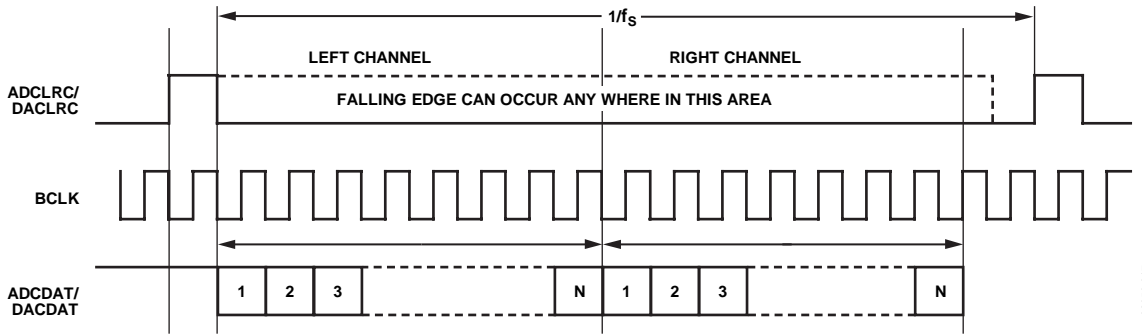 1/fS
LEFT CHANNEL RIGHT CHANNEL
ADCLRC/
DACLRC
FALLING EDGE CAN OCCUR ANY WHERE IN THIS AREA
BCLK
ADCDAT/
DACDAT
1 2 3 N 1 2 3 N